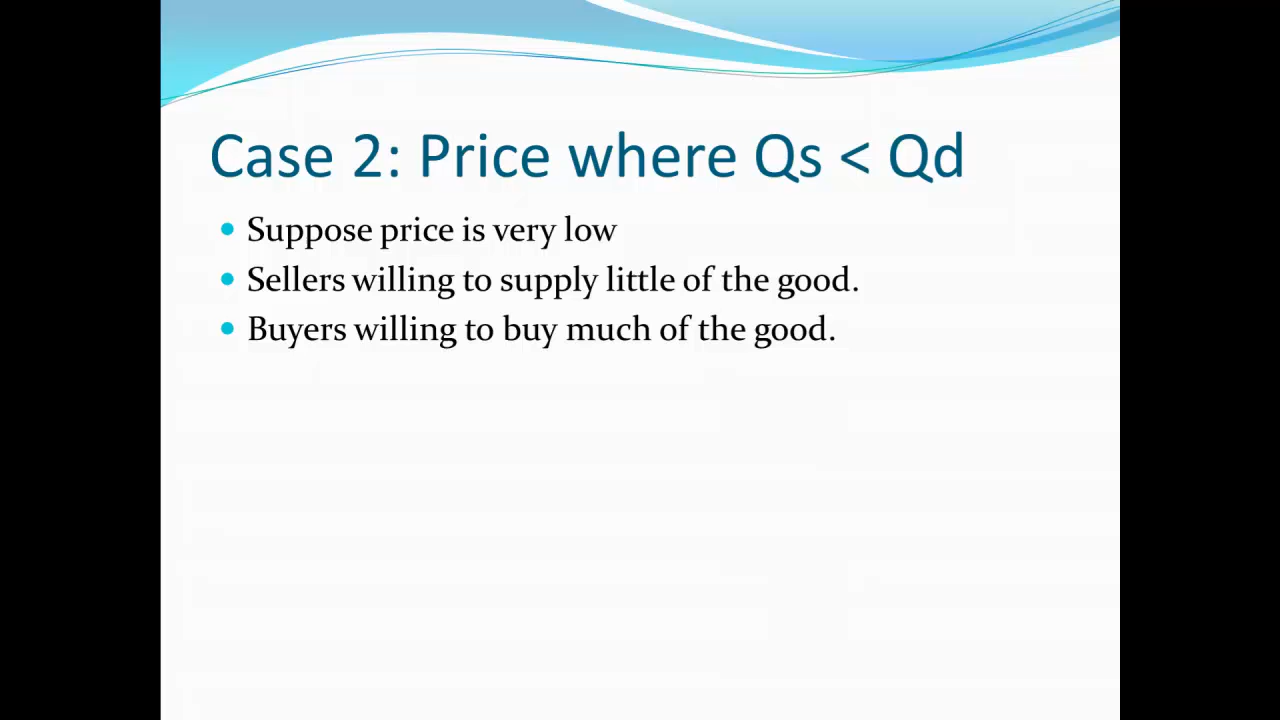 Case 2: Price where Qs < Qd
• Suppose price is very low
• Sellers willing to supply little of the good.
• Buyers willing to buy much of the good.